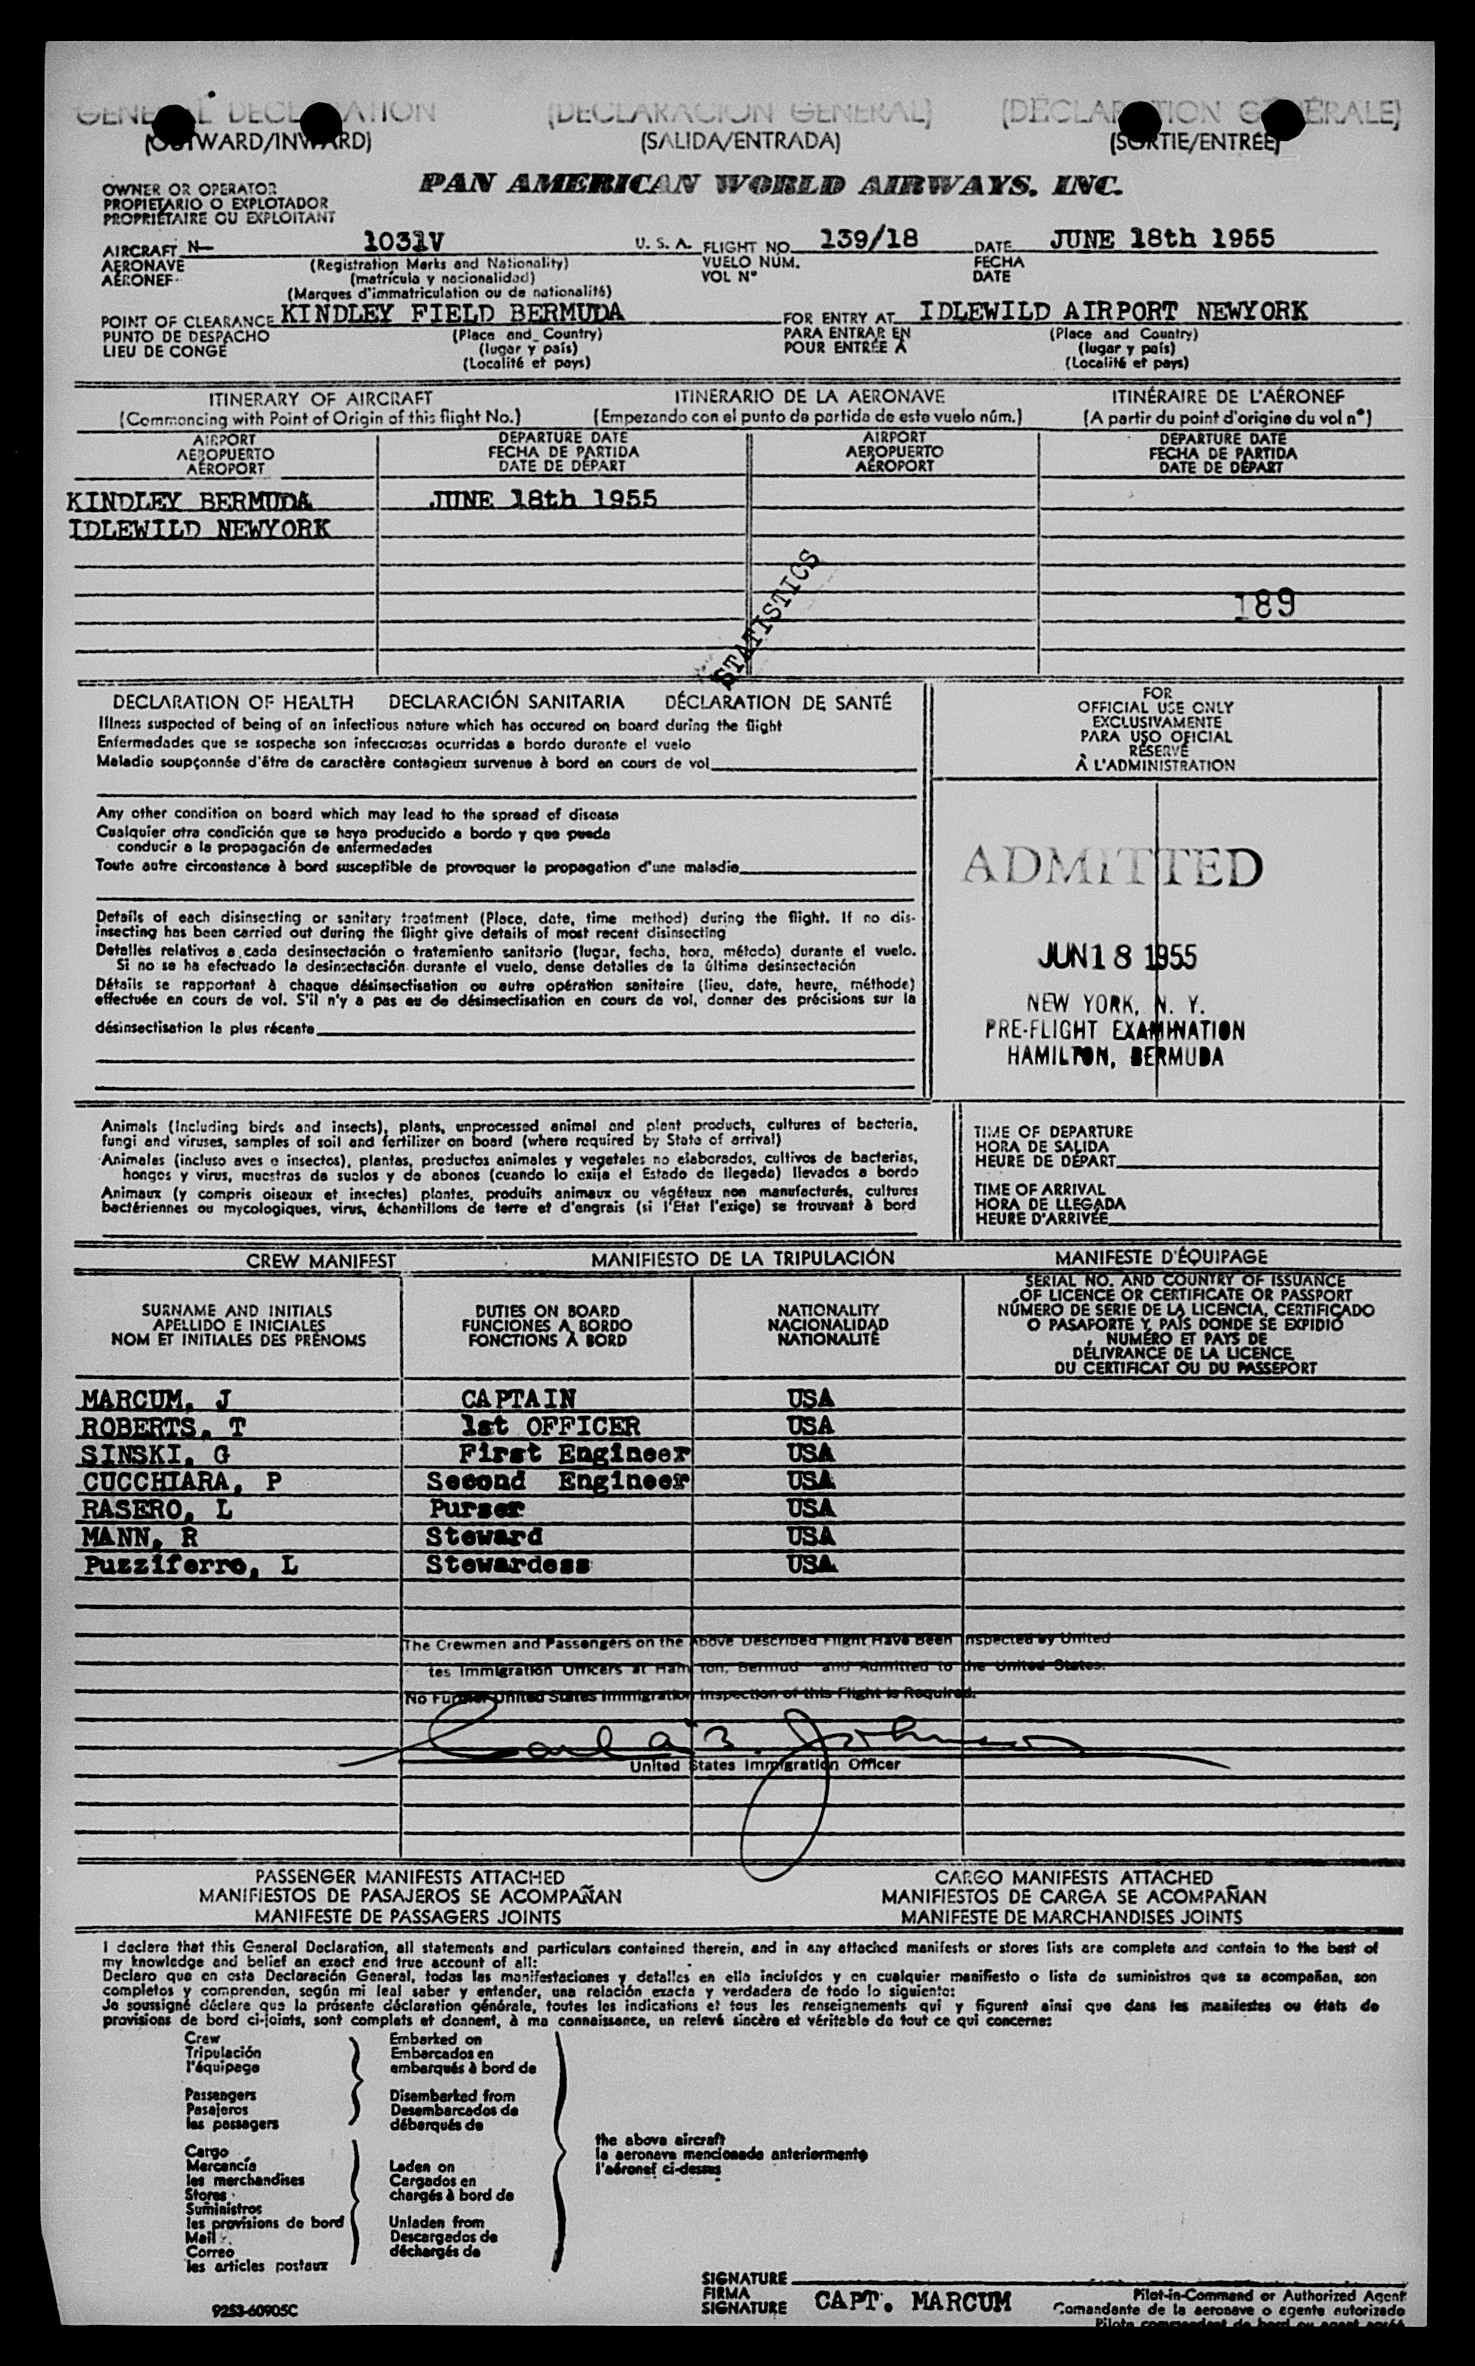 GENERAL DECLARATION (DECLARACION GENERAL) (DÉCLARATION GÉNÉRALE)
(OUTWARD/INWARD) (SALIDA/ENTRADA) (SORTIE/ENTRÉE)
PAN AMERICAN WORLD AIRWAYS, INC.
OWNER OR OPERATOR
PROPIETARIO O EXPLOTADOR
PROPRIÉTAIRE OU EXPLOITANT
AIRCRAFT N- 1031V U. S. A. FLIGHT NO. 139/18 DATE JUNE 18th 1955
AERONAVE (Registration Marks and Nationality) VUELO NÚM. FECHA
AÉRONEF (matrícula y nacionalidad) VOL N° DATE
(Marques d'immatriculation ou de nationalité)
POINT OF CLEARANCE KINDLEY FIELD BERMUDA FOR ENTRY AT IDLEWILD AIRPORT NEWYORK
PUNTO DE DESPACHO (Place and Country) PARA ENTRAR EN (Place and Country)
LIEU DE CONGÉ (lugar y país) POUR ENTRÉE À (lugar y país)
(Localité et pays) (Localité et pays)
ITINERARY OF AIRCRAFT ITINERARIO DE LA AERONAVE ITINÉRAIRE DE L'AÉRONEF
(Commencing with Point of Origin of this flight No.) (Empezando con el punto de partida de este vuelo núm.) (A partir du point d'origine du vol n°)
AIRPORT DEPARTURE DATE AIRPORT DEPARTURE DATE
AEROPUERTO FECHA DE PARTIDA AEROPUERTO FECHA DE PARTIDA
AÉROPORT DATE DE DÉPART AÉROPORT DATE DE DÉPART
KINDLEY BERMUDA JUNE 18th 1955
IDLEWILD NEWYORK
STATISTICS
189
DECLARATION OF HEALTH DECLARACIÓN SANITARIA DÉCLARATION DE SANTÉ
Illness suspected of being of an infectious nature which has occured on board during the flight
Enfermedades que se sospecha son infecciosas ocurridas a bordo durante el vuelo
Maladie soupçonnée d'être de caractère contagieux survenue à bord en cours de vol
Any other condition on board which may lead to the spread of disease
Cualquier otra condición que se haya producido a bordo y que pueda
conducir a la propagación de enfermedades
Toute autre circonstance à bord susceptible de provoquer la propagation d'une maladie
Details of each disinsecting or sanitary treatment (Place, date, time method) during the flight. If no dis-
insecting has been carried out during the flight give details of most recent disinsecting
Detalles relativos a cada desinsectación o tratamiento sanitario (lugar, fecha, hora, método) durante el vuelo.
Si no se ha efectuado la desinsectación durante el vuelo, dense detalles de la última desinsectación
Détails se rapportant à chaque désinsectisation ou autre opération sanitaire (lieu, date, heure, méthode)
effectuée en cours de vol. S'il n'y a pas eu de désinsectisation en cours de vol, donner des précisions sur la
désinsectisation la plus récente
FOR
OFFICIAL USE ONLY
EXCLUSIVAMENTE
PARA USO OFICIAL
RÉSERVÉ
À L'ADMINISTRATION
ADMITTED
JUN 18 1955
NEW YORK, N. Y.
PRE-FLIGHT EXAMINATION
HAMILTON, BERMUDA
Animals (Including birds and insects), plants, unprocessed animal and plant products, cultures of bacteria,
fungi and viruses, samples of soil and fertilizer on board (where required by State of arrival)
Animales (incluso aves o insectos), plantas, productos animales y vegetales no elaborados, cultivos de bacterias,
hongos y virus, muestras de suelos y de abonos (cuando lo exija el Estado de llegada) llevados a bordo
Animaux (y compris oiseaux et insectes) plantes, produits animaux ou végétaux non manufacturés, cultures
bactériennes ou mycologiques, virus, échantillons de terre et d'engrais (si l'Etat l'exige) se trouvant à bord
TIME OF DEPARTURE
HORA DE SALIDA
HEURE DE DÉPART
TIME OF ARRIVAL
HORA DE LLEGADA
HEURE D'ARRIVÉE
CREW MANIFEST MANIFIESTO DE LA TRIPULACIÓN MANIFESTE D'ÉQUIPAGE
SURNAME AND INITIALS
APELLIDO E INICIALES
NOM ET INITIALES DES PRÉNOMS
DUTIES ON BOARD
FUNCIONES A BORDO
FONCTIONS À BORD
NATIONALITY
NACIONALIDAD
NATIONALITÉ
SERIAL NO. AND COUNTRY OF ISSUANCE
OF LICENCE OR CERTIFICATE OR PASSPORT
NÚMERO DE SERIE DE LA LICENCIA, CERTIFICADO
O PASAPORTE Y PAÍS DONDE SE EXPIDIÓ
NUMÉRO ET PAYS DE
DÉLIVRANCE DE LA LICENCE
DU CERTIFICAT OU DU PASSEPORT
MARCUM, J CAPTAIN USA
ROBERTS, T 1st OFFICER USA
SINSKI, G First Engineer USA
CUCCHIARA, P Second Engineer USA
RASERO, L Purser USA
MANN, R Steward USA
Puzziferro, L Stewardess USA
The Crewmen and Passengers on the Above Described Flight Have Been Inspected by United
tes Immigration Officers at Ham ton, Bermud and Admitted to the United States.
No Further United States Immigration Inspection of this Flight is Required.
United States Immigration Officer
PASSENGER MANIFESTS ATTACHED CARGO MANIFESTS ATTACHED
MANIFIESTOS DE PASAJEROS SE ACOMPAÑAN MANIFIESTOS DE CARGA SE ACOMPAÑAN
MANIFESTE DE PASSAGERS JOINTS MANIFESTE DE MARCHANDISES JOINTS
I declare that this General Declaration, all statements and particulars contained therein, and in any attached manifests or stores lists are complete and contain to the best of
my knowledge and belief an exact and true account of all:
Declaro que en esta Declaración General, todas las manifestaciones y detalles en ella incluídos y en cualquier manifiesto o lista de suministros que se acompañan, son
completos y comprenden, según mi leal saber y entender, una relación exacta y verdadera de todo lo siguiente:
Je soussigné déclare que la présente déclaration générale, toutes les indications et tous les renseignements qui y figurent ainsi que dans les manifestes ou états de
provisions de bord ci-joints, sont complets et donnent, à ma connaissance, un relevé sincère et véritable de tout ce qui concerne:
Crew Embarked on
Tripulación Embarcados en
l'équipage embarqués à bord de
Passengers Disembarked from
Pasajeros Desembarcados de
les passagers débarqués de
the above aircraft
la aeronave mencionada anteriormente
l'aéronef ci-dessus
Cargo
Mercancía Laden on
les marchandises Cargados en
Stores chargés à bord de
Suministros
les provisions de bord Unladen from
Mail Descargados de
Correo déchargés de
les articles postaux
SIGNATURE
FIRMA CAPT. MARCUM Pilot-in-Command or Authorized Agent
SIGNATURE Comandante de la aeronave o agente autorizado
Pilote commandant de bord ou agent agréé
9253-60905C